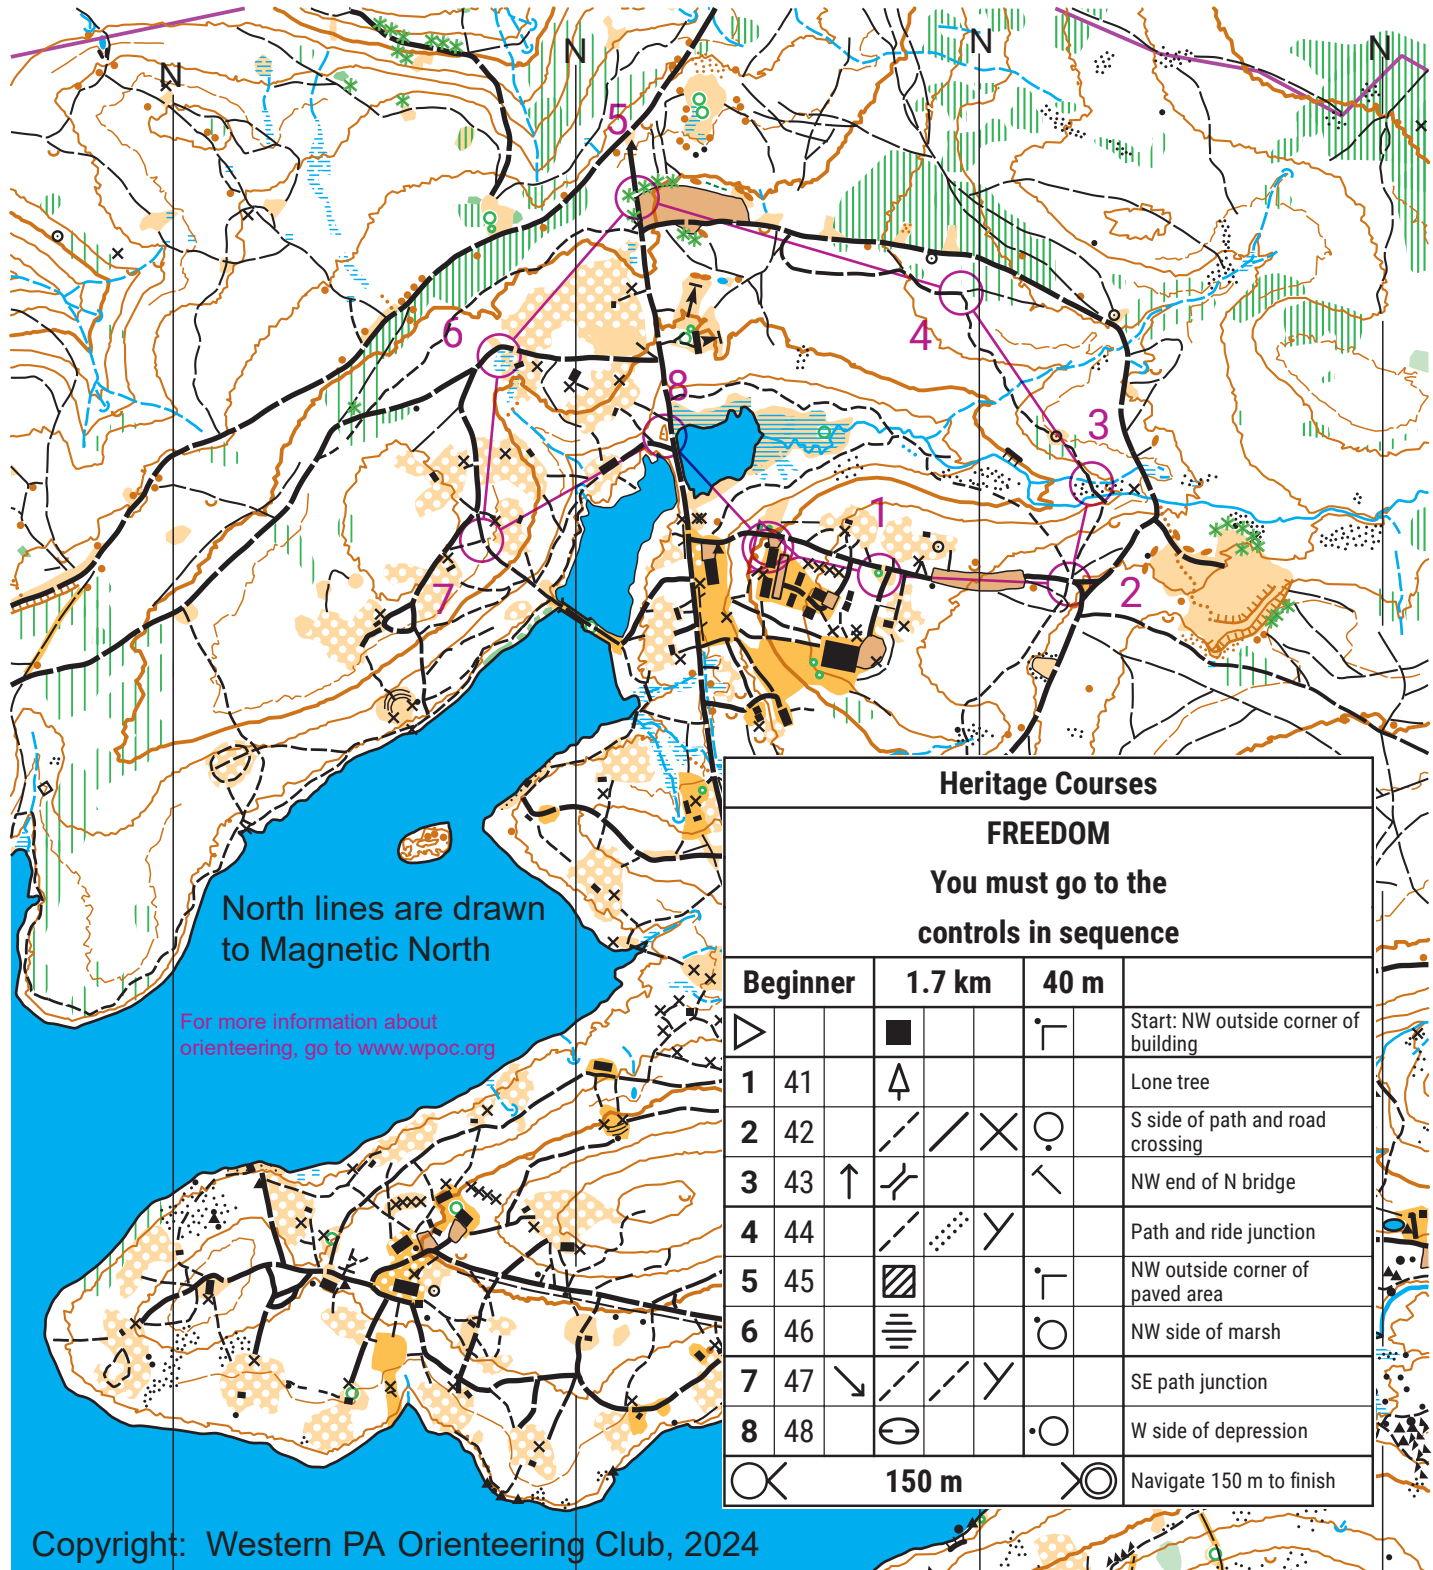 N
N
N
N
5
6
4
8
3
1
7
2
North lines are drawn
to Magnetic North
For more information about
orienteering, go to www.wpoc.org
Heritage Courses
FREEDOM
You must go to the
controls in sequence
Beginner 1.7 km 40 m
Start: NW outside corner of
building
1 41 Lone tree
2 42 S side of path and road
crossing
3 43 NW end of N bridge
4 44 Path and ride junction
5 45 NW outside corner of
paved area
6 46 NW side of marsh
7 47 SE path junction
8 48 W side of depression
150 m Navigate 150 m to finish
Copyright: Western PA Orienteering Club, 2024